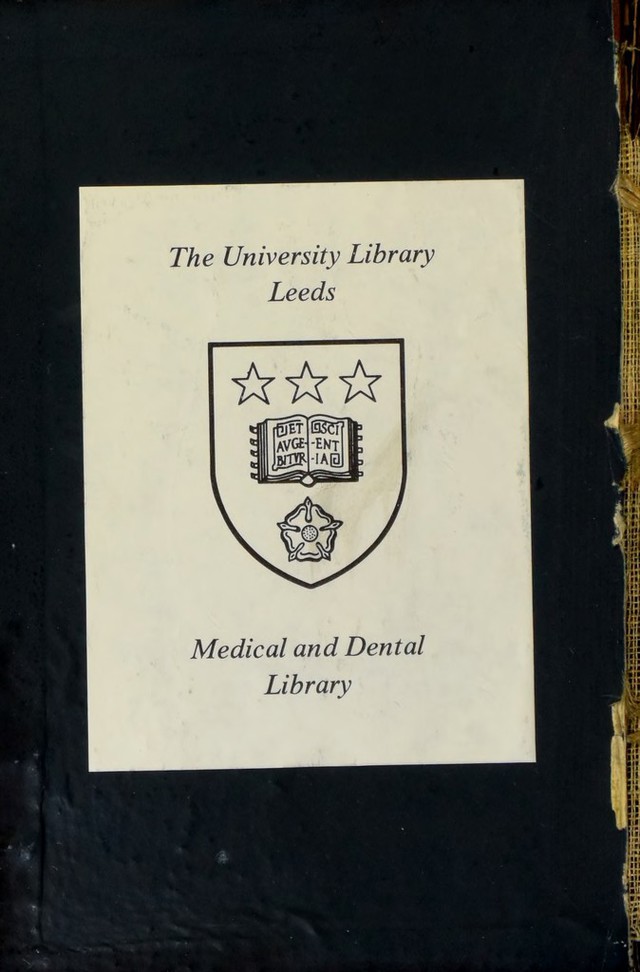 The University Library
Leeds
ET SCI
AVGE- -ENT
BITVR -IA
Medical and Dental
Library